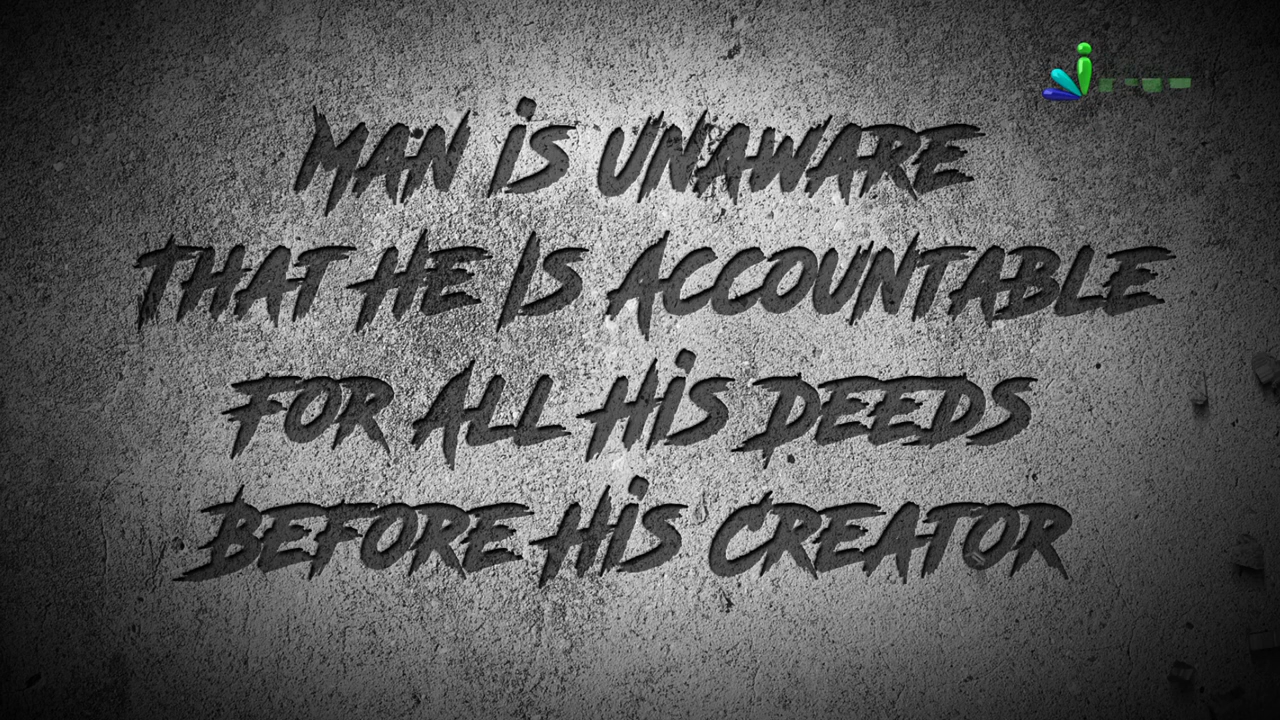 MAN IS UNAWARE
THAT HE IS ACCOUNTABLE
FOR ALL HIS DEEDS
BEFORE HIS CREATOR